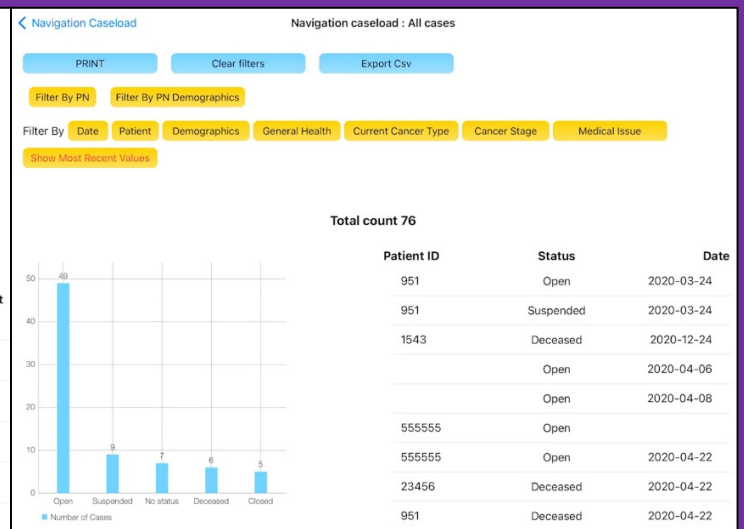 Navigation Caseload
Navigation caseload : All cases
PRINT
Clear filters
Export Csv
Filter By PN
Filter By PN Demographics
Filter By Date Patient Demographics General Health Current Cancer Type Cancer Stage Medical Issue
Show Most Recent Values
Total count 76
50
40
30
20
10
0
49
9
7
6
5
Open Suspended No status Deceased Closed
Number of Cases
Patient ID Status Date
951 Open 2020-03-24
951 Suspended 2020-03-24
1543 Deceased 2020-12-24
Open 2020-04-06
Open 2020-04-08
555555 Open
555555 Open 2020-04-22
23456 Deceased 2020-04-22
951 Deceased 2020-04-22